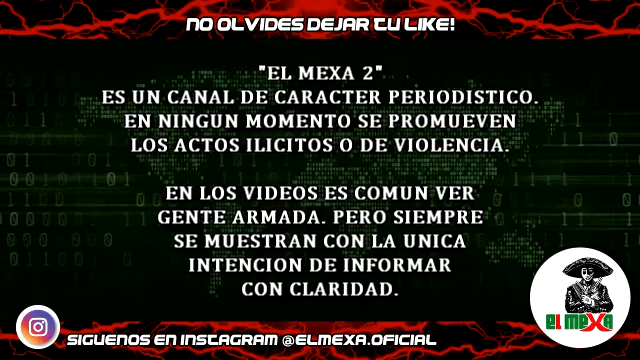 NO OLVIDES DEJAR TU LIKE!
"EL MEXA 2"
ES UN CANAL DE CARACTER PERIODISTICO.
EN NINGUN MOMENTO SE PROMUEVEN
LOS ACTOS ILICITOS O DE VIOLENCIA.
EN LOS VIDEOS ES COMUN VER
GENTE ARMADA. PERO SIEMPRE
SE MUESTRAN CON LA UNICA
INTENCION DE INFORMAR
CON CLARIDAD.
EL MEXA
SIGUENOS EN INSTAGRAM @ELMEXA.OFICIAL